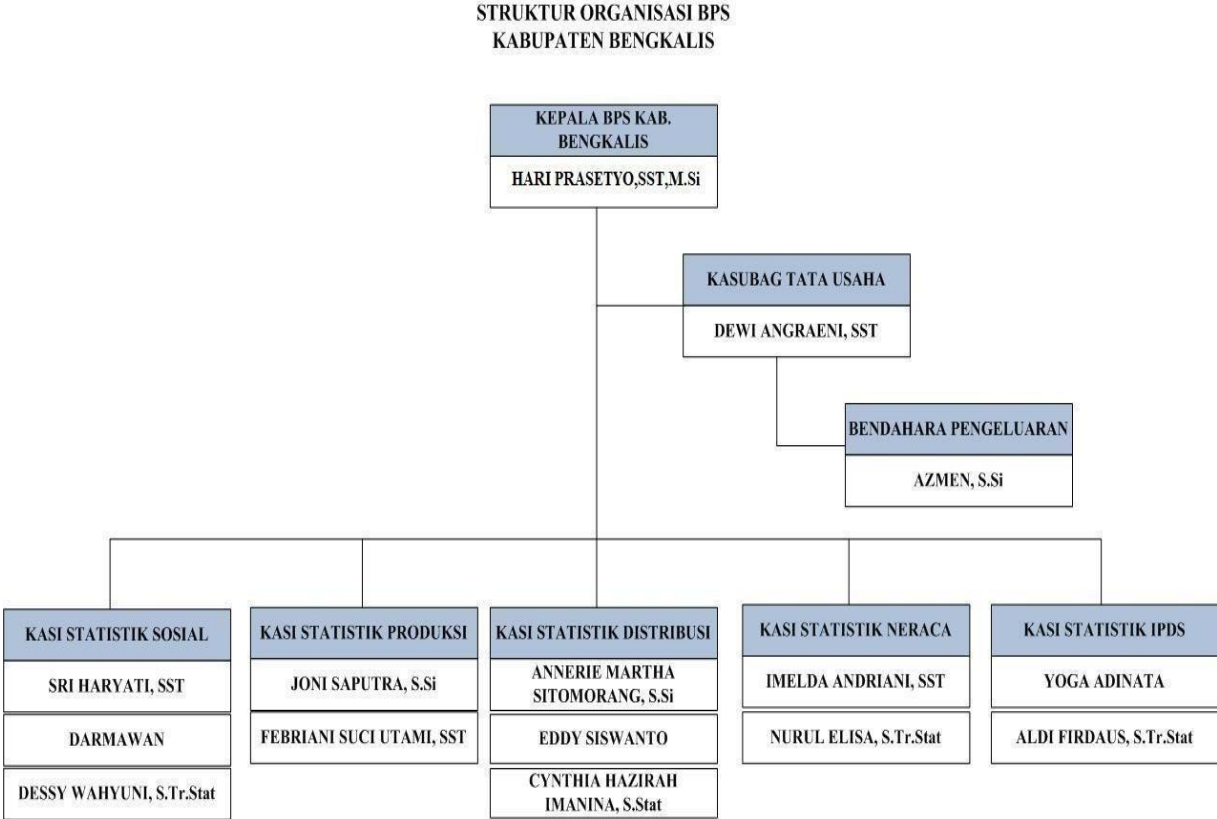 STRUKTUR ORGANISASI BPS
KABUPATEN BENGKALIS
KEPALA BPS KAB.
BENGKALIS
HARI PRASETYO,SST,M.Si
KASUBAG TATA USAHA
DEWI ANGRAENI, SST
BENDAHARA PENGELUARAN
AZMEN, S.Si
KASI STATISTIK SOSIAL
SRI HARYATI, SST
DARMAWAN
DESSY WAHYUNI, S.Tr.Stat
KASI STATISTIK PRODUKSI
JONI SAPUTRA, S.Si
FEBRIANI SUCI UTAMI, SST
KASI STATISTIK DISTRIBUSI
ANNERIE MARTHA
SITOMORANG, S.Si
EDDY SISWANTO
CYNTHIA HAZIRAH
IMANINA, S.Stat
KASI STATISTIK NERACA
IMELDA ANDRIANI, SST
NURUL ELISA, S.Tr.Stat
KASI STATISTIK IPDS
YOGA ADINATA
ALDI FIRDAUS, S.Tr.Stat